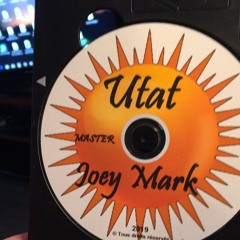 Utat
MASTER
Joey Mark
2019
© Tous droits réservés